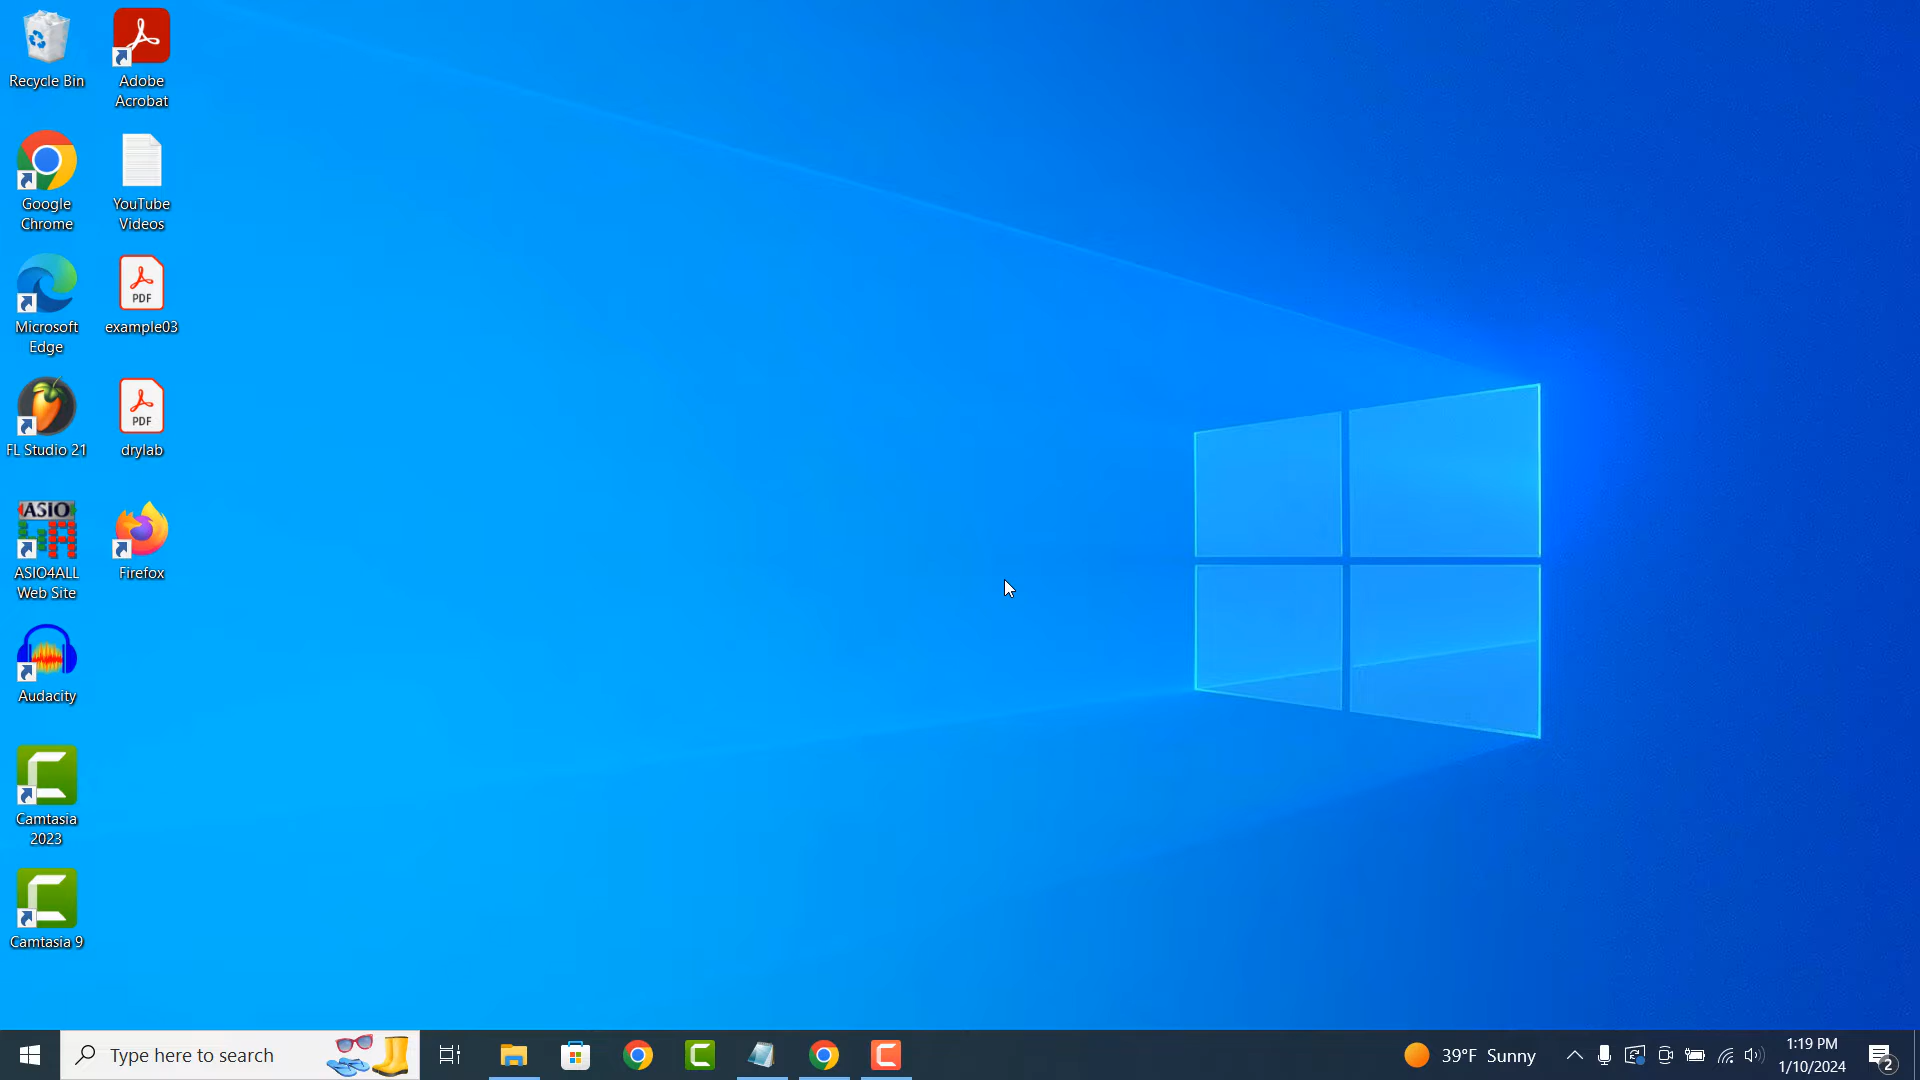 Recycle Bin
Adobe
Acrobat
Google
Chrome
YouTube
Videos
Microsoft
Edge
PDF
example03
FL Studio 21
PDF
drylab
ASIO
ASIO4ALL
Web Site
Firefox
Audacity
Camtasia
2023
Camtasia 9
Type here to search
39°F Sunny
1:19 PM
1/10/2024
2